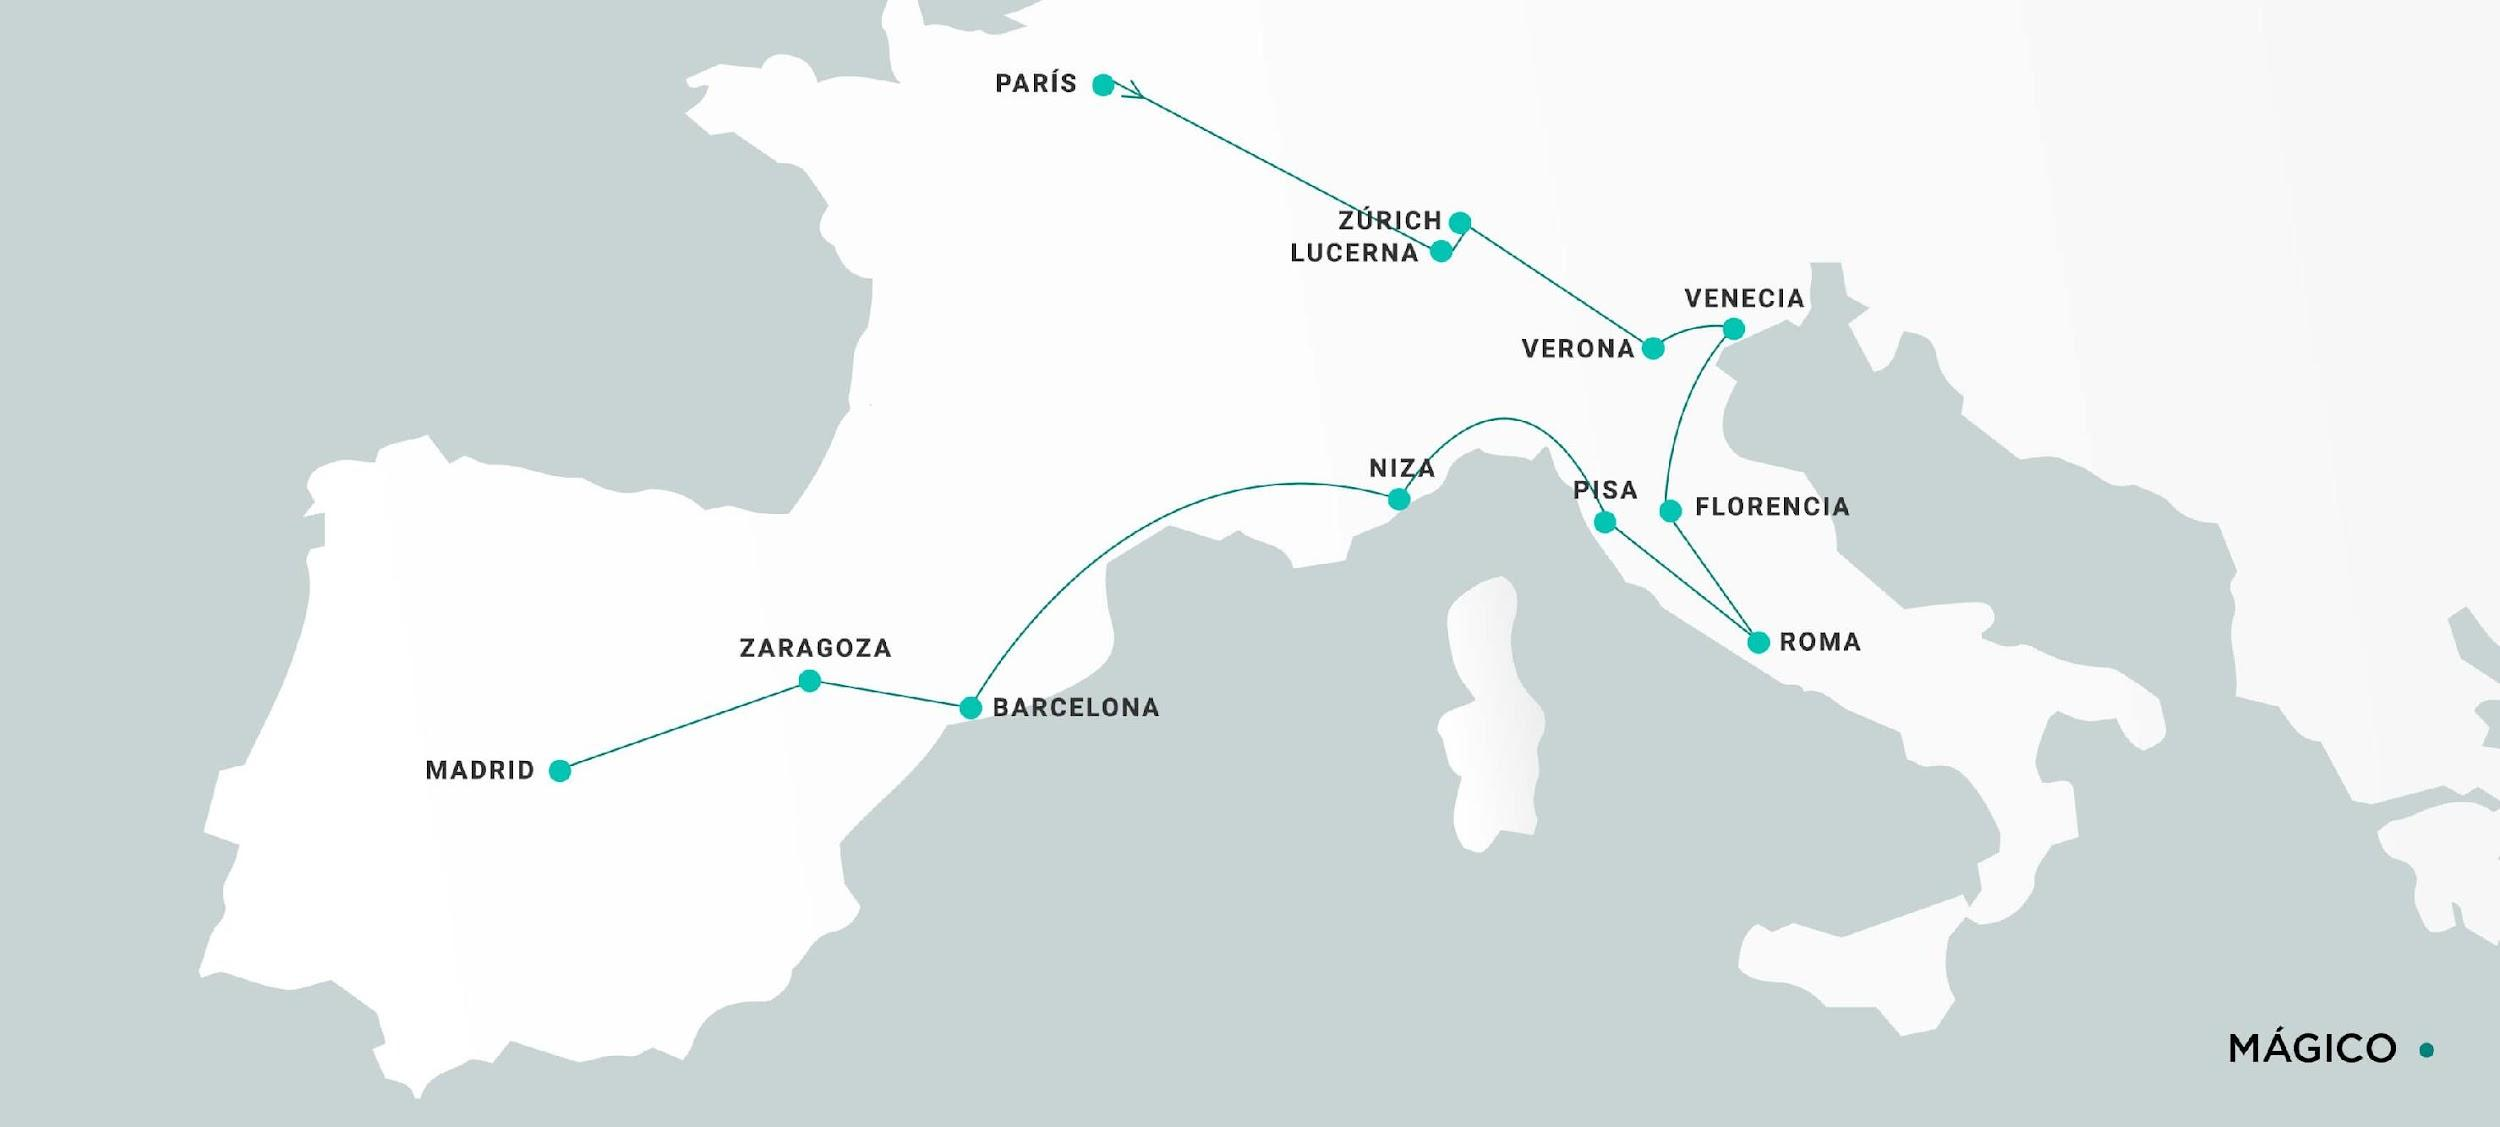 PARÍS
ZÚRICH
LUCERNA
VENECIA
VERONA
NIZA
PISA
FLORENCIA
ROMA
ZARAGOZA
BARCELONA
MADRID
MÁGICO